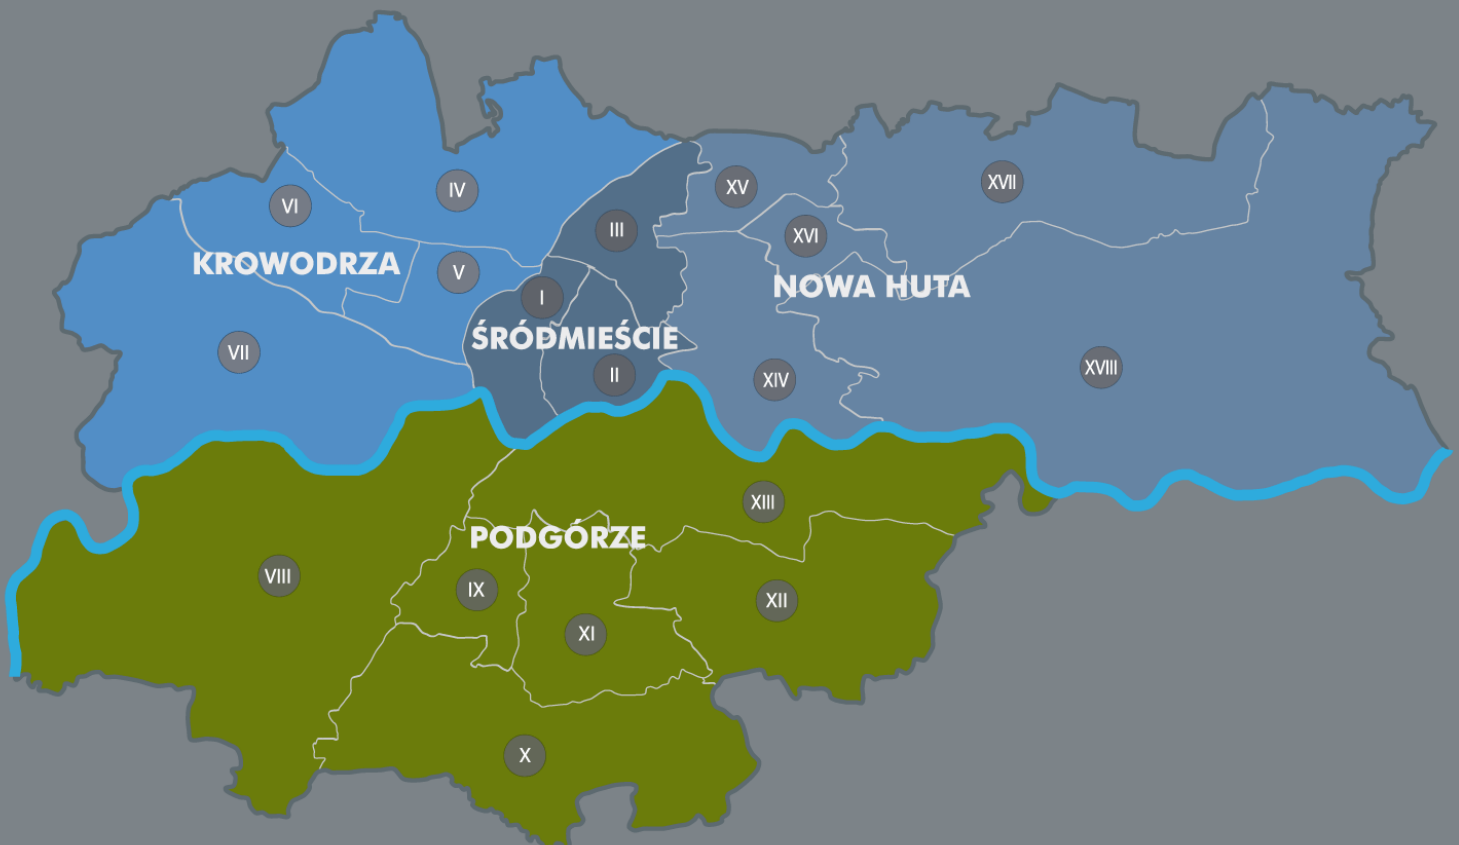 IV
XV
XVII
VI
III
XVI
KROWODRZA
V
NOWA HUTA
I
ŚRÓDMIEŚCIE
VII
II
XIV
XVIII
XIII
PODGÓRZE
VIII
IX
XII
XI
X